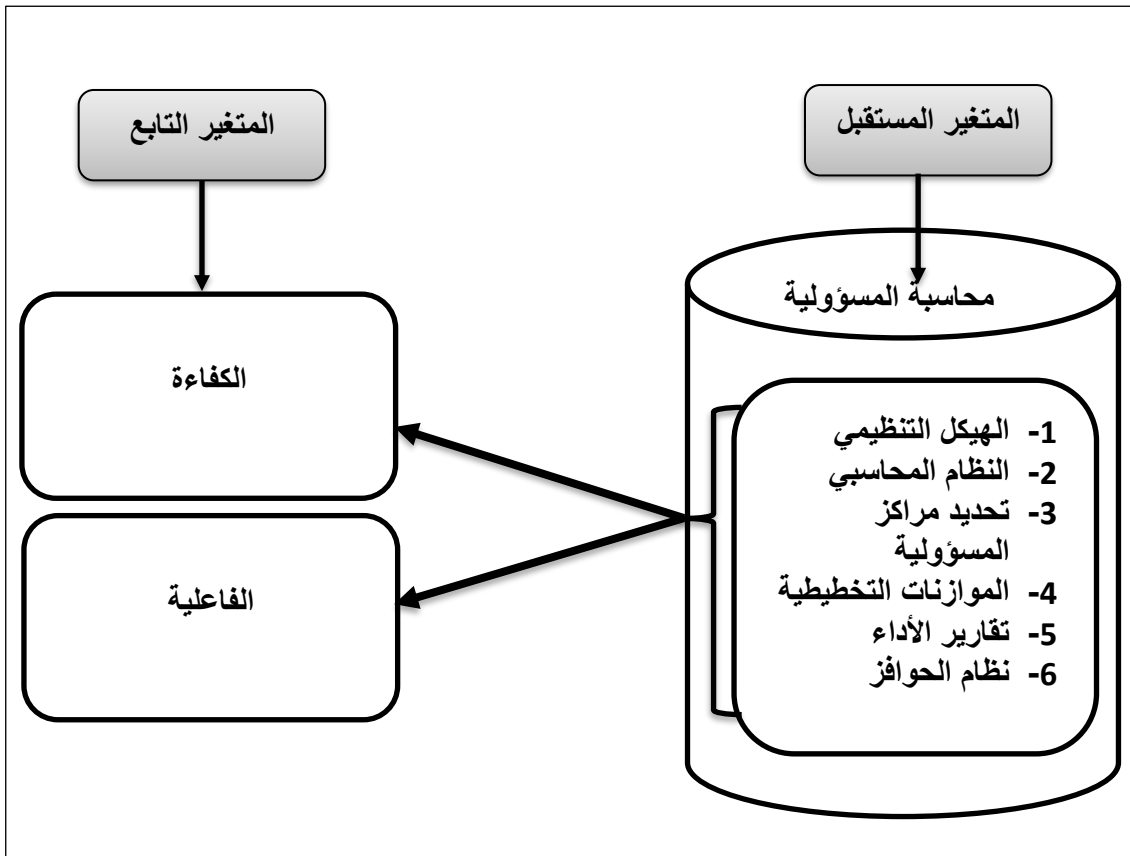 المتغير المستقبل
المتغير التابع
محاسبة المسؤولية
1- الهيكل التنظيمي
2- النظام المحاسبي
3- تحديد مراكز
المسؤولية
4- الموازنات التخطيطية
5- تقارير الأداء
6- نظام الحوافز
الكفاءة
الفاعلية